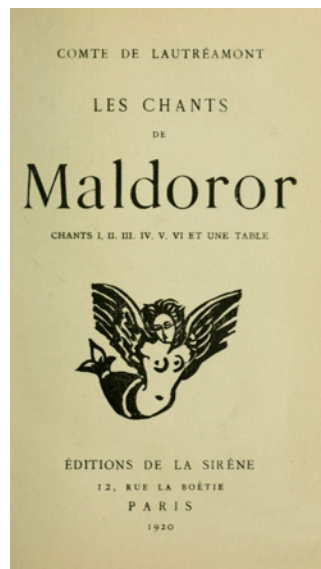 COMTE DE LAUTRÉAMONT
LES CHANTS
DE
Maldoror
CHANTS I, II. III. IV. V. VI ET UNE TABLE
ÉDITIONS DE LA SIRÈNE
12, RUE LA BOËTIE
PARIS
1920